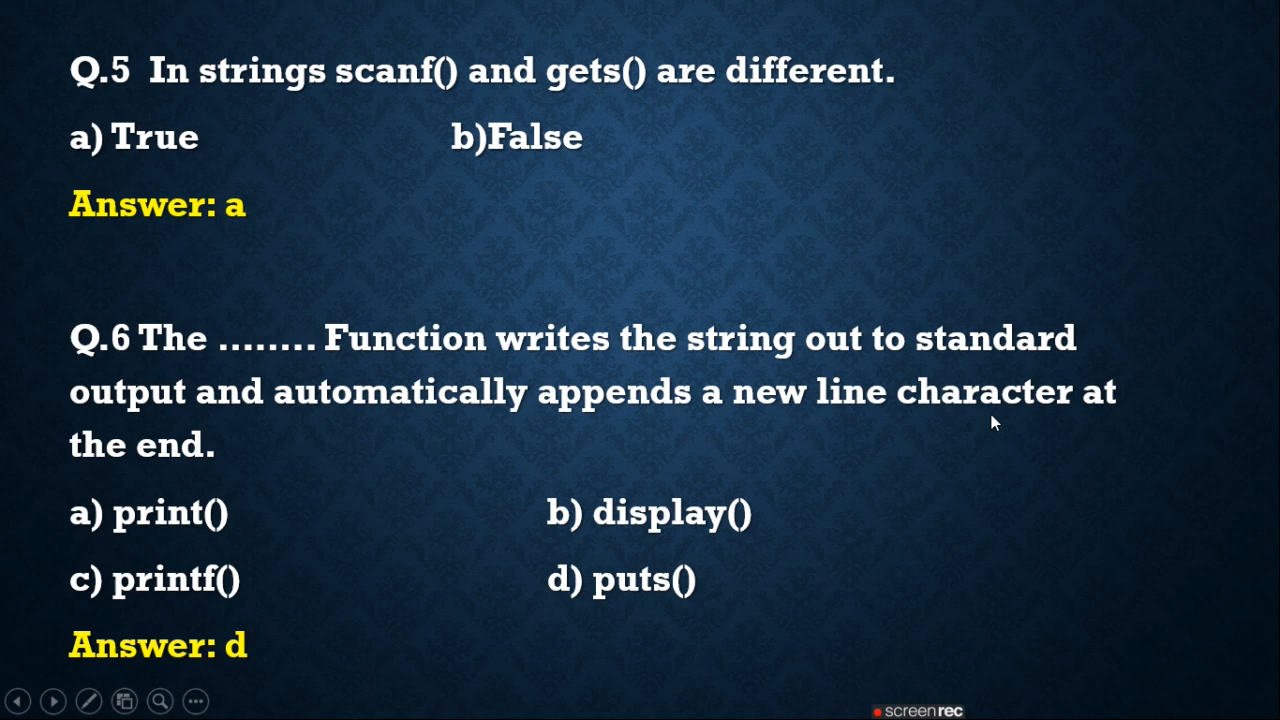 Q.5 In strings scanf() and gets() are different.
a) True b)False
Answer: a
Q.6 The ........ Function writes the string out to standard
output and automatically appends a new line character at
the end.
a) print() b) display()
c) printf() d) puts()
Answer: d
screenrec